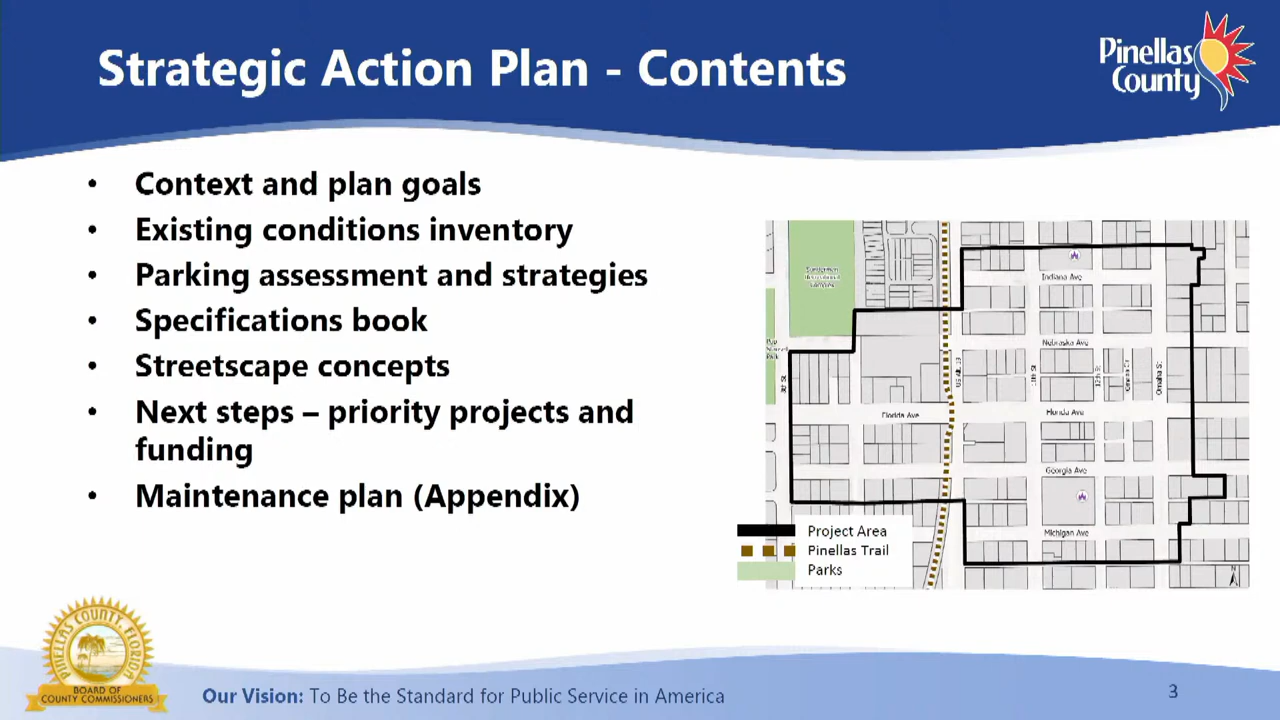 Strategic Action Plan - Contents
Pinellas
County
• Context and plan goals
• Existing conditions inventory
• Parking assessment and strategies
• Specifications book
• Streetscape concepts
• Next steps – priority projects and
funding
• Maintenance plan (Appendix)
Indiana Ave
Nebraska Ave
Omaha St
Florida Ave
Florida Ave
Georgia Ave
Michigan Ave
N
Project Area
Pinellas Trail
Parks
PINELLAS COUNTY, FLORIDA
BOARD OF
COUNTY COMMISSIONERS
Our Vision: To Be the Standard for Public Service in America
3